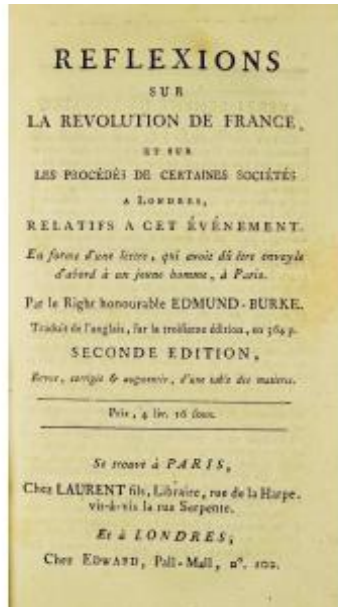 REFLEXIONS
SUR
LA REVOLUTION DE FRANCE,
ET SUR
LES PROCÉDÉS DE CERTAINES SOCIÉTÉS
A LONDRES,
RELATIFS A CET ÉVÉNEMENT.
En forme d'une lettre, qui avoit dû être envoyée
d'abord à un jeune homme, à Paris.
Par le Right honourable EDMUND-BURKE.
Traduit de l'anglais, sur la troisieme édition, en 364 p.
SECONDE EDITION,
Revue, corrigée & augmentée, d'une table des matieres.
Prix, 4 liv. 16 sous.
Se trouve à PARIS,
Chez LAURENT fils, Libraire, rue de la Harpe.
vis-à-vis la rue Serpente.
Et à LONDRES,
Chez EDWARD, Pall-Mall, n°. 102.